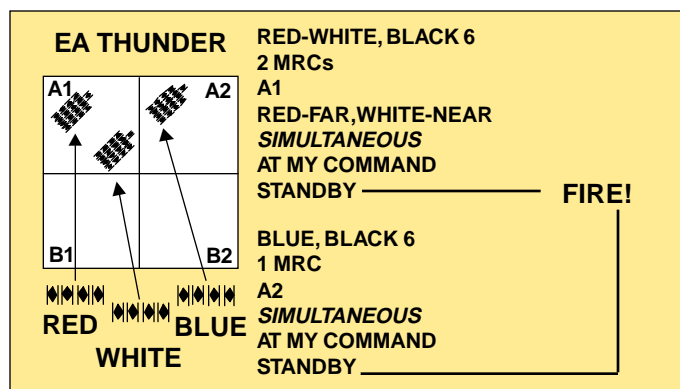 EA THUNDER
A1
A2
B1
B2
RED
WHITE
BLUE
RED-WHITE, BLACK 6
2 MRCs
A1
RED-FAR,WHITE-NEAR
SIMULTANEOUS
AT MY COMMAND
STANDBY
FIRE!
BLUE, BLACK 6
1 MRC
A2
SIMULTANEOUS
AT MY COMMAND
STANDBY